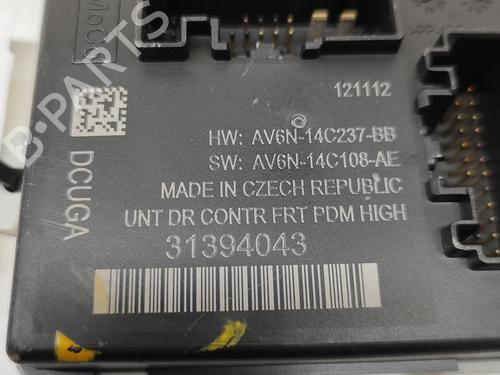 MoCo
121112
HW: AV6N-14C237-BB
SW: AV6N-14C108-AE
MADE IN CZECH REPUBLIC
UNT DR CONTR FRT PDM HIGH
31394043
DCUGA
B-PARTS